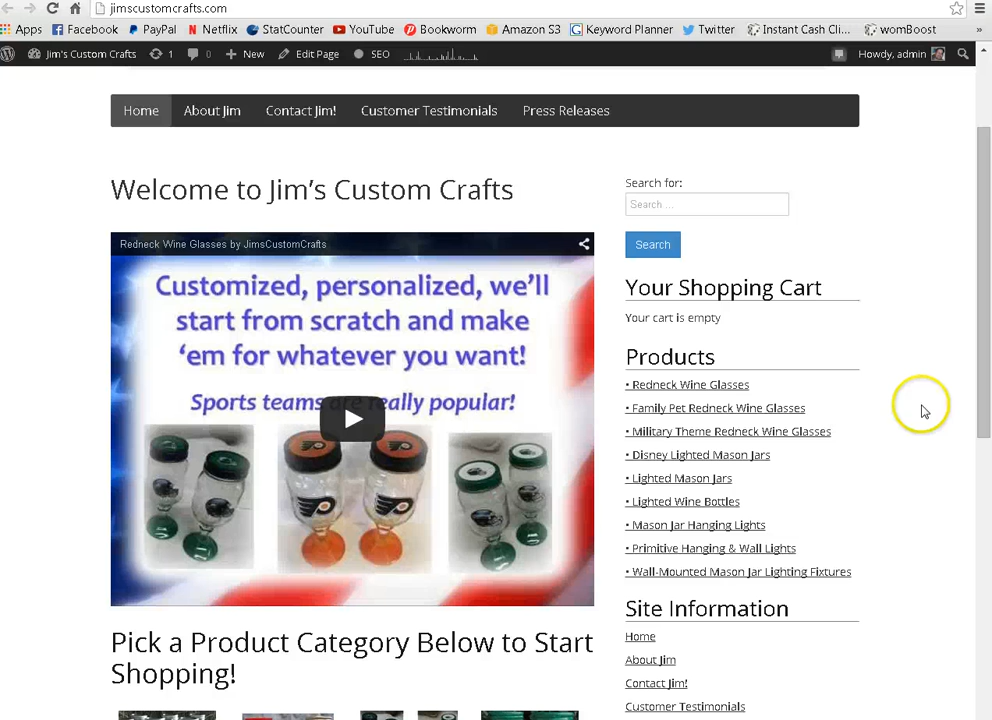 jimscustomcrafts.com
Apps Facebook PayPal Netflix StatCounter YouTube Bookworm Amazon S3 Keyword Planner Twitter Instant Cash Cli... womBoost »
Jim's Custom Crafts 1 0 New Edit Page SEO Howdy, admin
Home About Jim Contact Jim! Customer Testimonials Press Releases
Welcome to Jim's Custom Crafts
Redneck Wine Glasses by JimsCustomCrafts
Customized, personalized, we'll
start from scratch and make
'em for whatever you want!
Sports teams are really popular!
Pick a Product Category Below to Start
Shopping!
Search for:
Search ...
Search
Your Shopping Cart
Your cart is empty
Products
• Redneck Wine Glasses
• Family Pet Redneck Wine Glasses
• Military Theme Redneck Wine Glasses
• Disney Lighted Mason Jars
• Lighted Mason Jars
• Lighted Wine Bottles
• Mason Jar Hanging Lights
• Primitive Hanging & Wall Lights
• Wall-Mounted Mason Jar Lighting Fixtures
Site Information
Home
About Jim
Contact Jim!
Customer Testimonials